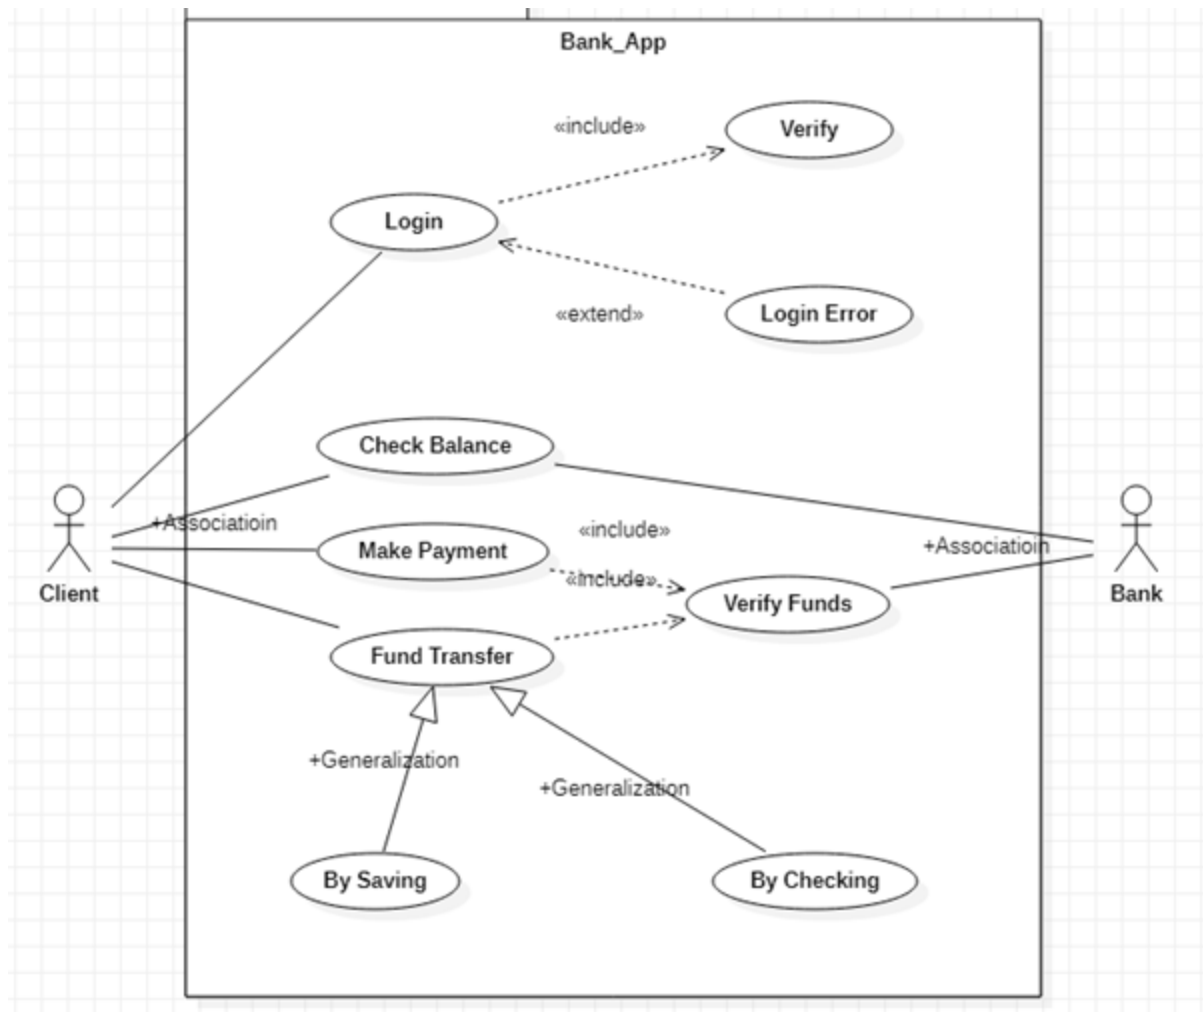 Bank_App
«include»
Verify
Login
«extend»
Login Error
Check Balance
+Associatioin
«include»
+Associatioin
Make Payment
«include»
Client
Bank
Verify Funds
Fund Transfer
+Generalization
+Generalization
By Saving
By Checking